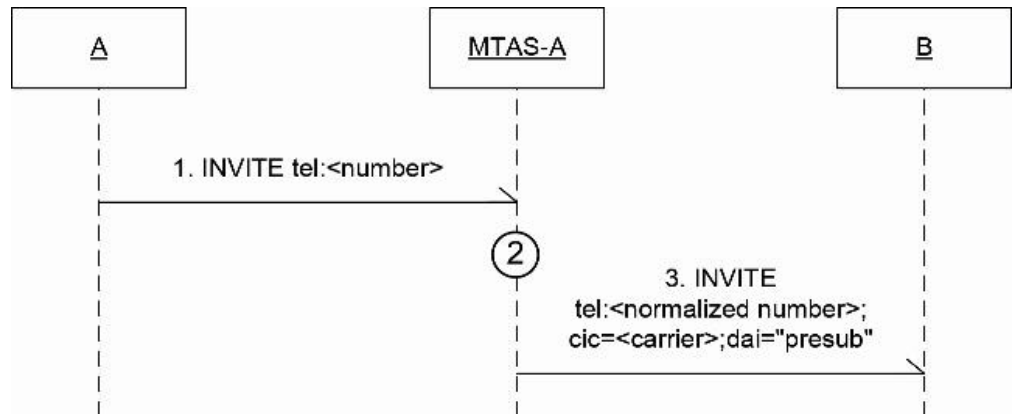 A
MTAS-A
B
1. INVITE tel:<number>
2
3. INVITE
tel:<normalized number>;
cic=<carrier>;dai="presub"